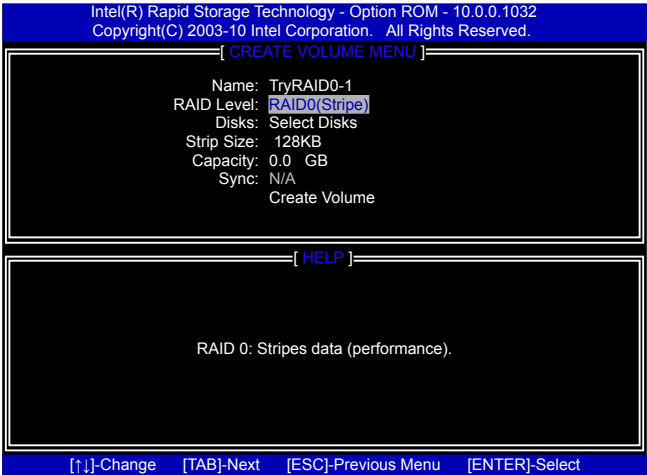 Intel(R) Rapid Storage Technology - Option ROM - 10.0.0.1032
Copyright(C) 2003-10 Intel Corporation. All Rights Reserved.
[ CREATE VOLUME MENU ]
Name: TryRAID0-1
RAID Level: RAID0(Stripe)
Disks: Select Disks
Strip Size: 128KB
Capacity: 0.0 GB
Sync: N/A
Create Volume
[ HELP ]
RAID 0: Stripes data (performance).
[↑↓]-Change [TAB]-Next [ESC]-Previous Menu [ENTER]-Select